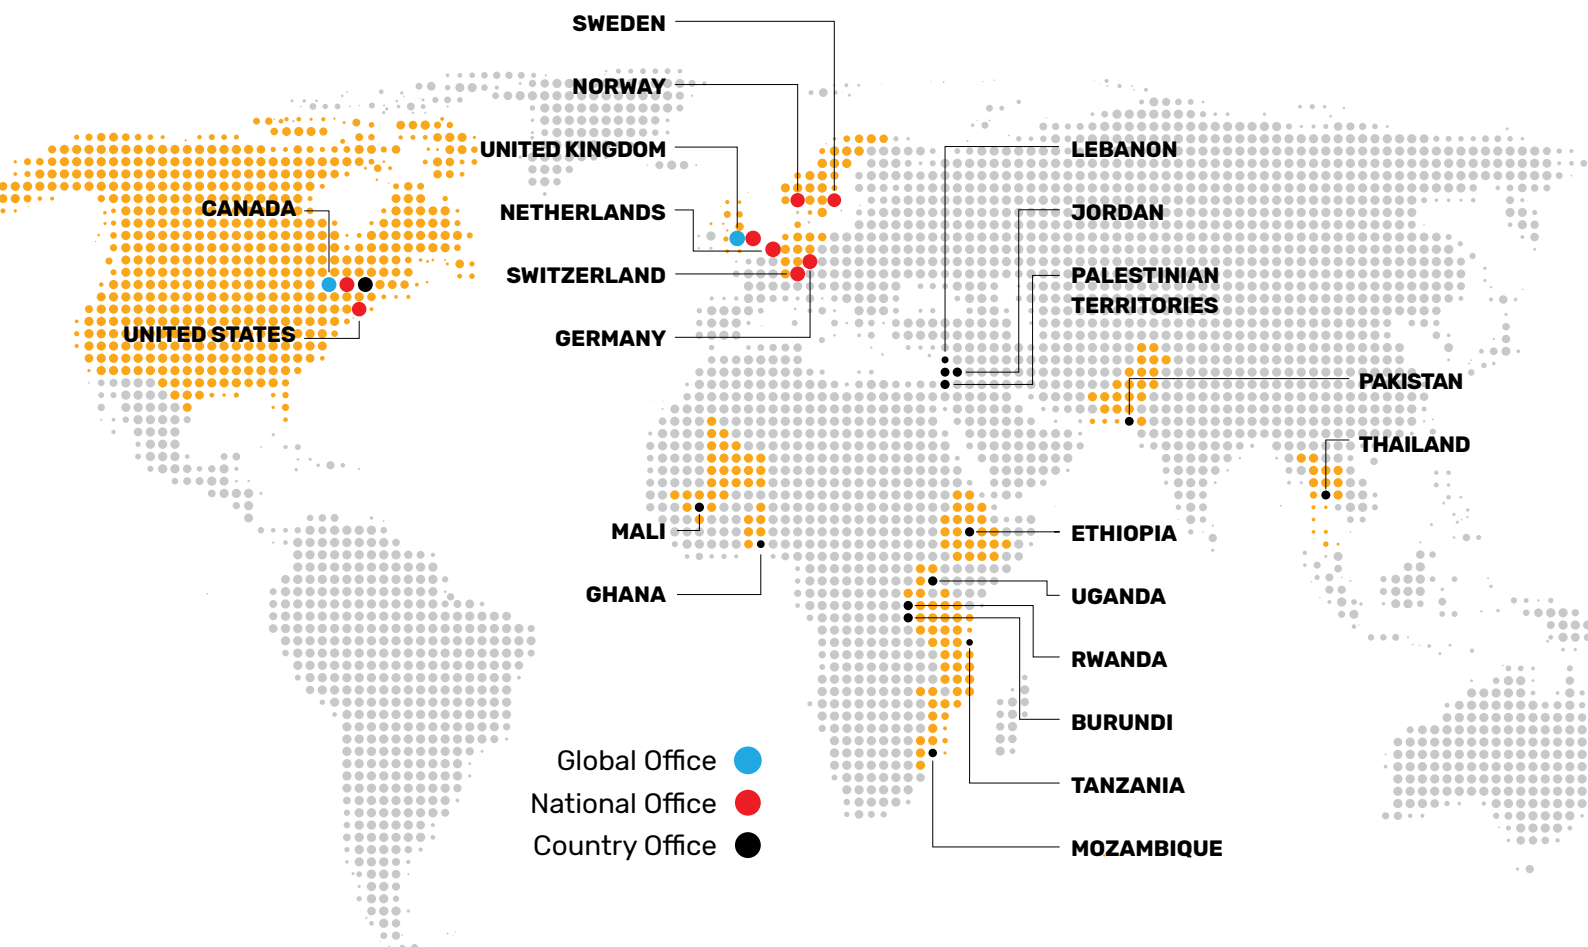 SWEDEN
NORWAY
UNITED KINGDOM
LEBANON
CANADA
NETHERLANDS
JORDAN
SWITZERLAND
PALESTINIAN
TERRITORIES
UNITED STATES
GERMANY
PAKISTAN
THAILAND
MALI
ETHIOPIA
GHANA
UGANDA
RWANDA
BURUNDI
Global Office
TANZANIA
National Office
Country Office
MOZAMBIQUE